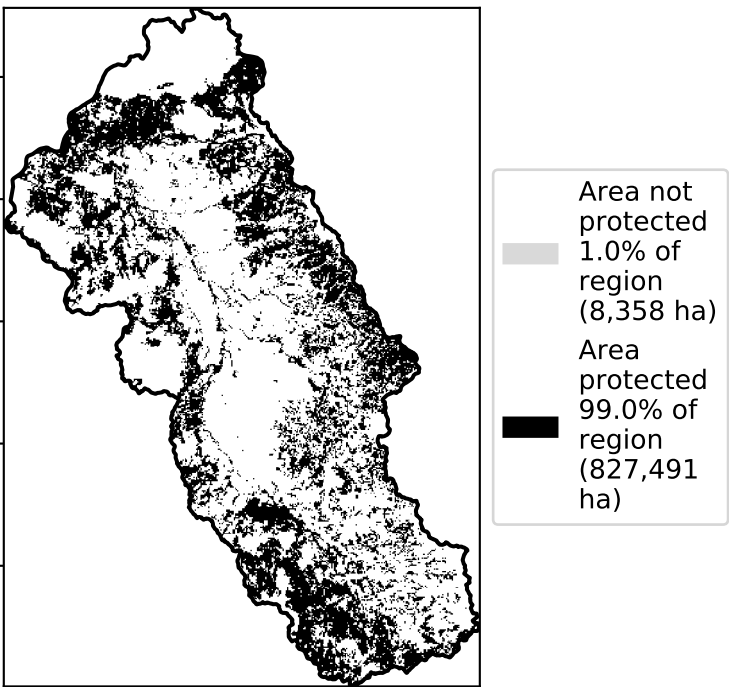 Area not
protected
1.0% of
region
(8,358 ha)
Area
protected
99.0% of
region
(827,491
ha)